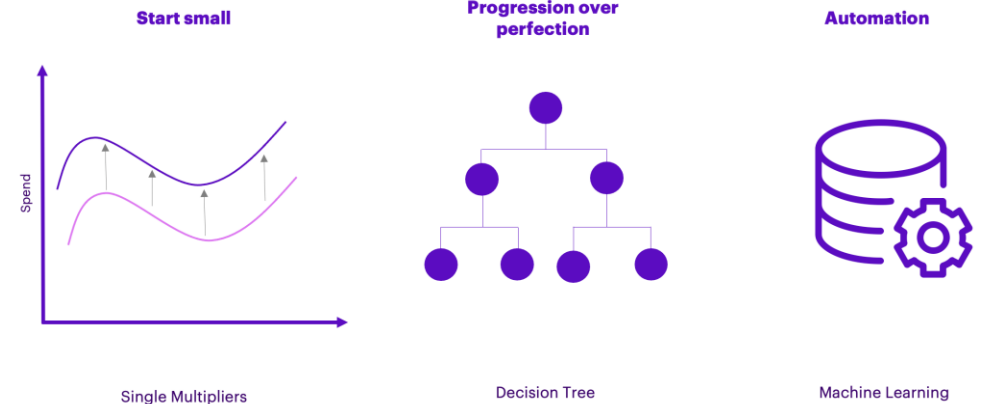 Start small
Progression over
perfection
Automation
Spend
Single Multipliers
Decision Tree
Machine Learning